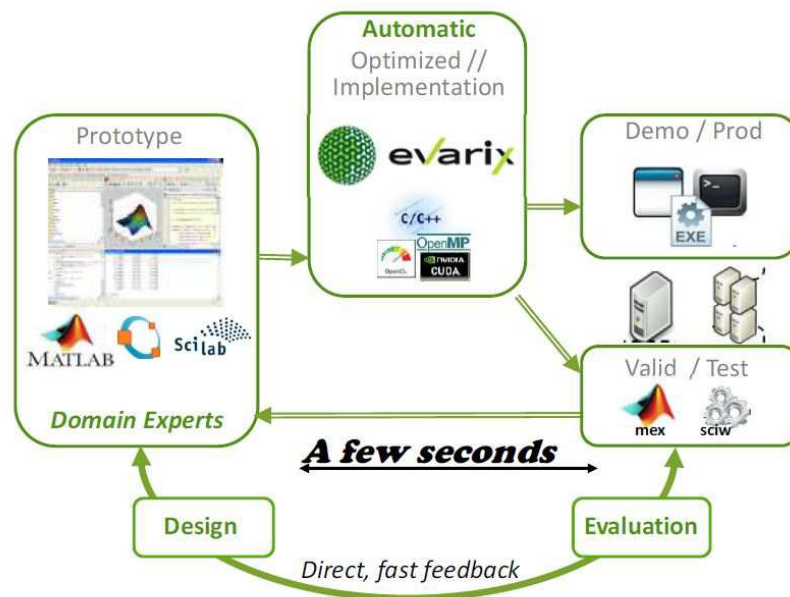 Automatic
Optimized //
Implementation
evarix
C/C++
OpenMP
OpenCL
NVIDIA
CUDA
Prototype
MATLAB
Scilab
Domain Experts
Demo / Prod
>_
EXE
Valid / Test
mex
sciw
A few seconds
Design
Evaluation
Direct, fast feedback